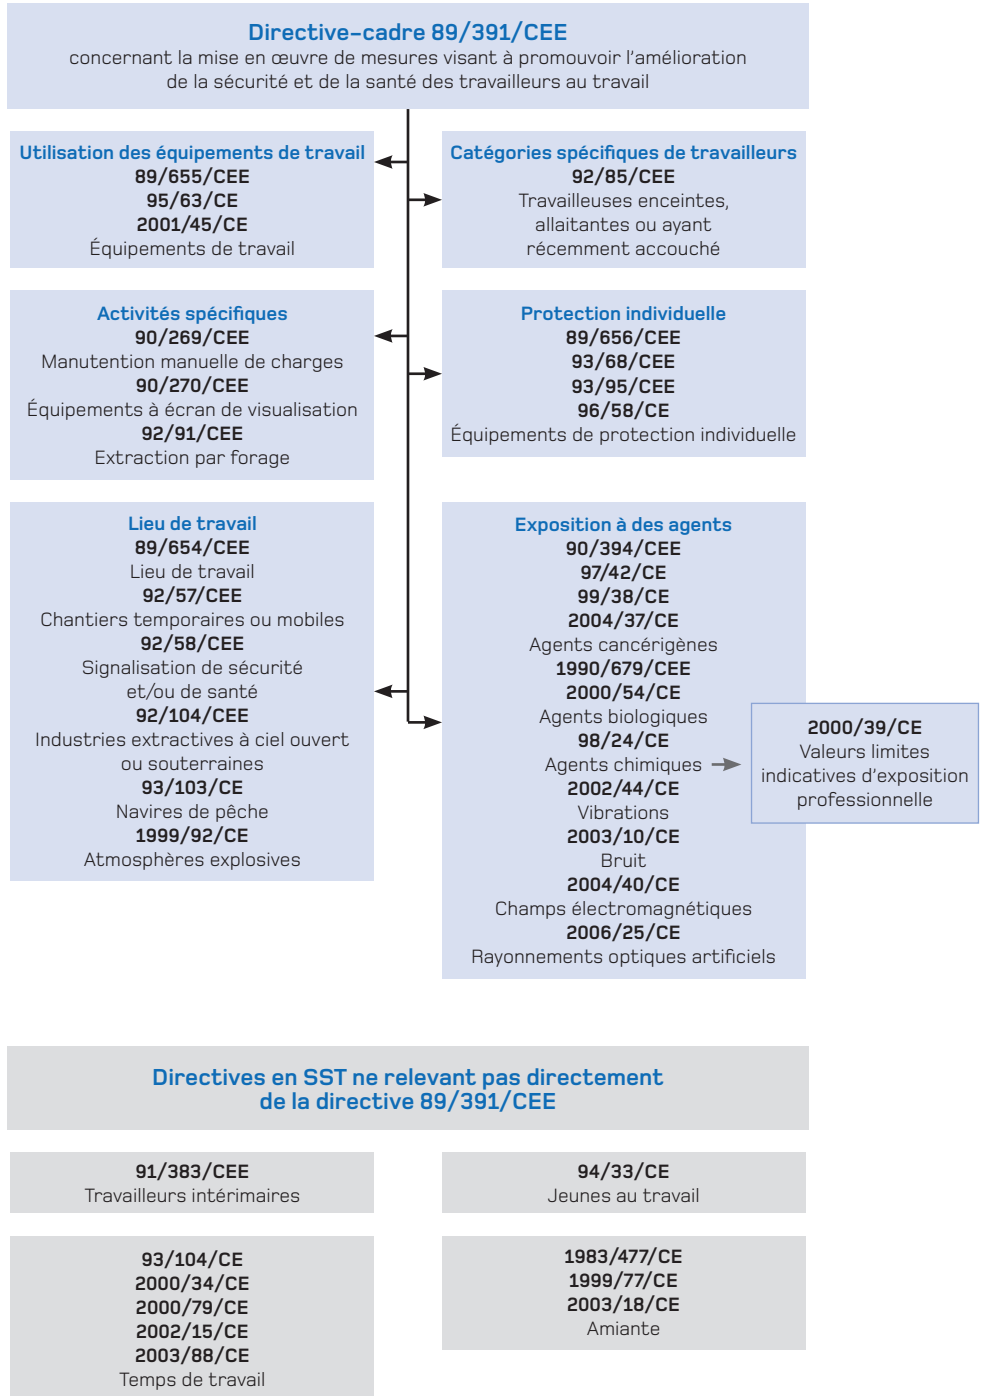 Directive-cadre 89/391/CEE
concernant la mise en œuvre de mesures visant à promouvoir l'amélioration
de la sécurité et de la santé des travailleurs au travail
Utilisation des équipements de travail
89/655/CEE
95/63/CE
2001/45/CE
Équipements de travail
Catégories spécifiques de travailleurs
92/85/CEE
Travailleuses enceintes,
allaitantes ou ayant
récemment accouché
Activités spécifiques
90/269/CEE
Manutention manuelle de charges
90/270/CEE
Équipements à écran de visualisation
92/91/CEE
Extraction par forage
Protection individuelle
89/656/CEE
93/68/CEE
93/95/CEE
96/58/CE
Équipements de protection individuelle
Lieu de travail
89/654/CEE
Lieu de travail
92/57/CEE
Chantiers temporaires ou mobiles
92/58/CEE
Signalisation de sécurité
et/ou de santé
92/104/CEE
Industries extractives à ciel ouvert
ou souterraines
93/103/CE
Navires de pêche
1999/92/CE
Atmosphères explosives
Exposition à des agents
90/394/CEE
97/42/CE
99/38/CE
2004/37/CE
Agents cancérigènes
1990/679/CEE
2000/54/CE
Agents biologiques
98/24/CE
Agents chimiques
2002/44/CE
Vibrations
2003/10/CE
Bruit
2004/40/CE
Champs électromagnétiques
2006/25/CE
Rayonnements optiques artificiels
2000/39/CE
Valeurs limites
indicatives d'exposition
professionnelle
Directives en SST ne relevant pas directement
de la directive 89/391/CEE
91/383/CEE
Travailleurs intérimaires
94/33/CE
Jeunes au travail
93/104/CE
2000/34/CE
2000/79/CE
2002/15/CE
2003/88/CE
Temps de travail
1983/477/CE
1999/77/CE
2003/18/CE
Amiante